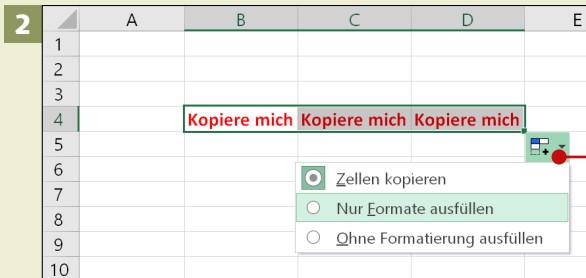 2
A B C D E
1
2
3
4 Kopiere mich Kopiere mich Kopiere mich
5
6 Zellen kopieren
7
Nur Formate ausfüllen
8
9 Ohne Formatierung ausfüllen
10